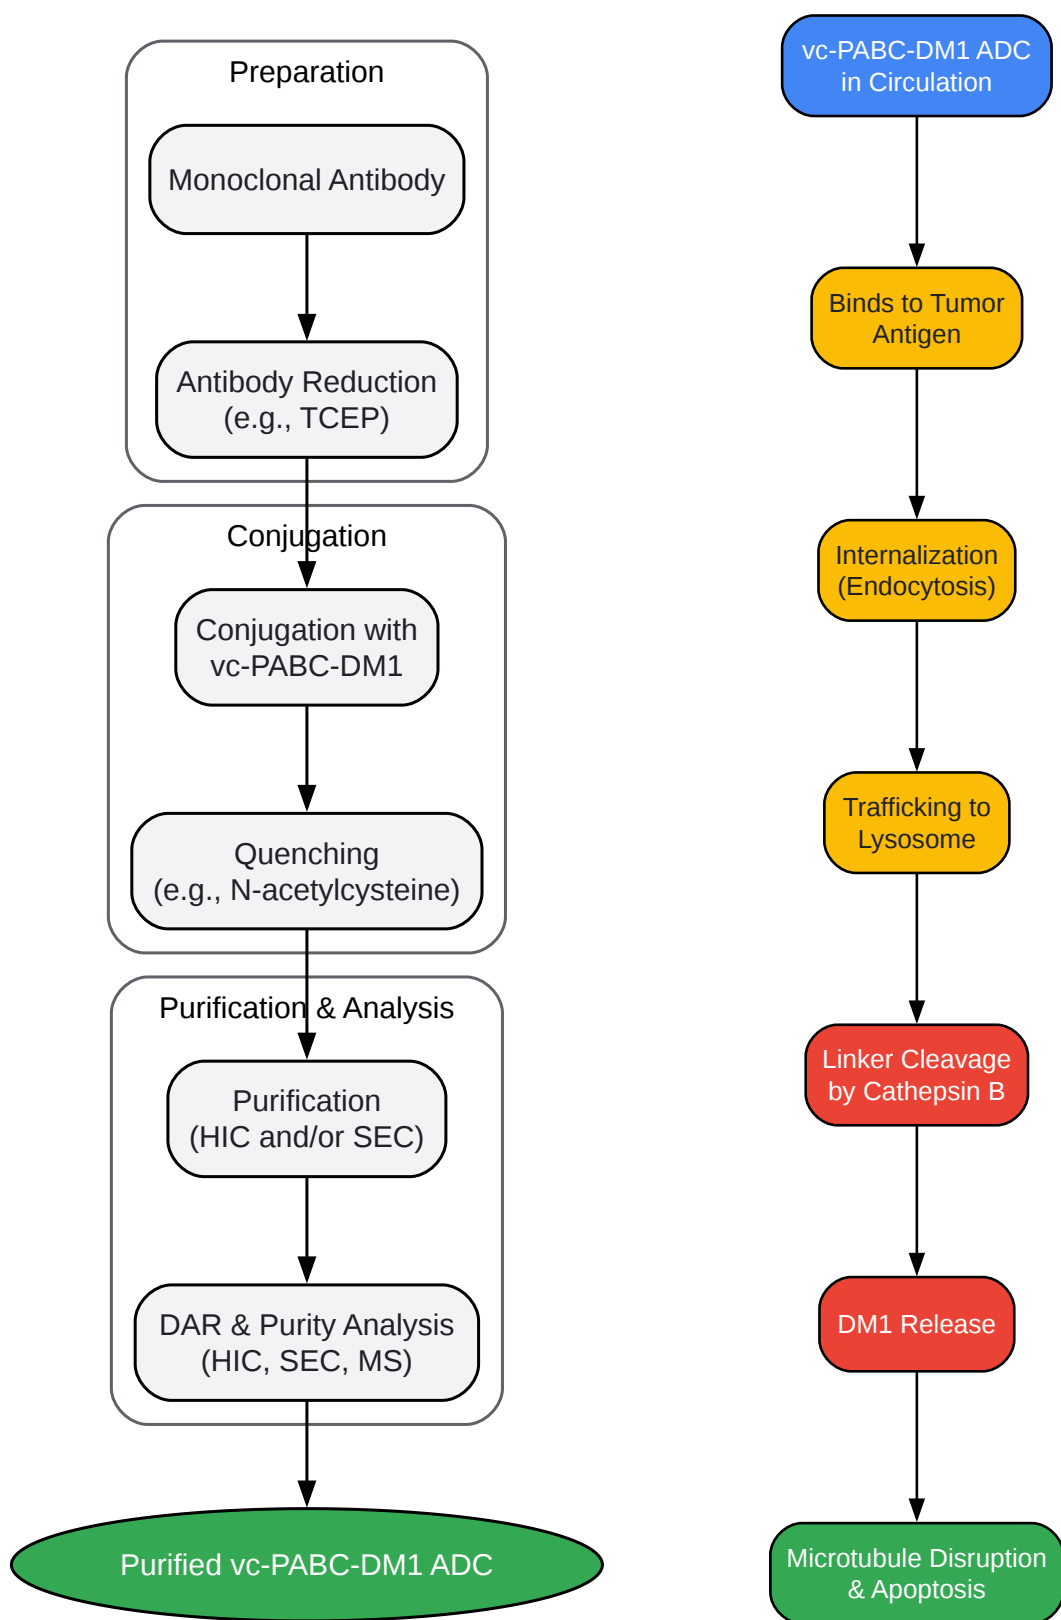 Preparation
Monoclonal Antibody
Antibody Reduction
(e.g., TCEP)
Conjugation
Conjugation with
vc-PABC-DM1
Quenching
(e.g., N-acetylcysteine)
Purification & Analysis
Purification
(HIC and/or SEC)
DAR & Purity Analysis
(HIC, SEC, MS)
Purified vc-PABC-DM1 ADC
vc-PABC-DM1 ADC
in Circulation
Binds to Tumor
Antigen
Internalization
(Endocytosis)
Trafficking to
Lysosome
Linker Cleavage
by Cathepsin B
DM1 Release
Microtubule Disruption
& Apoptosis